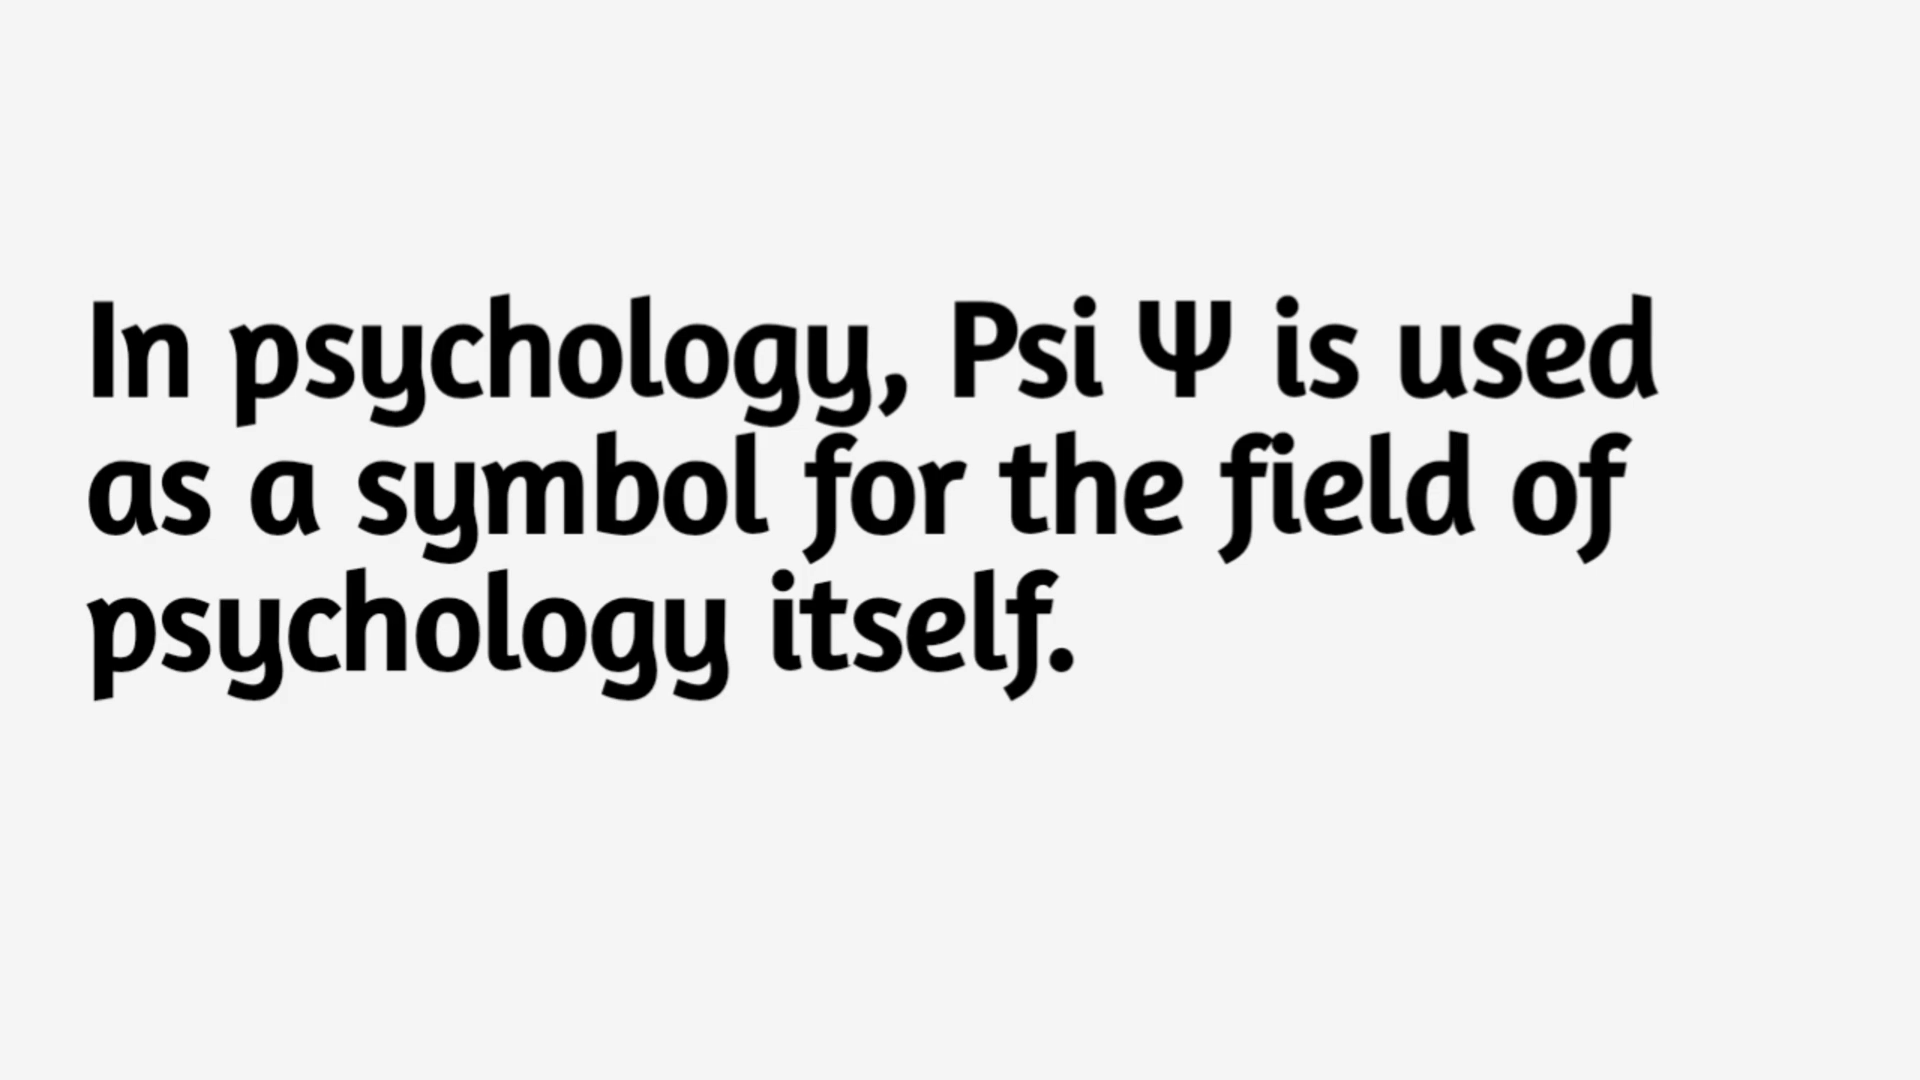 In psychology, Psi Ψ is used
as a symbol for the field of
psychology itself.